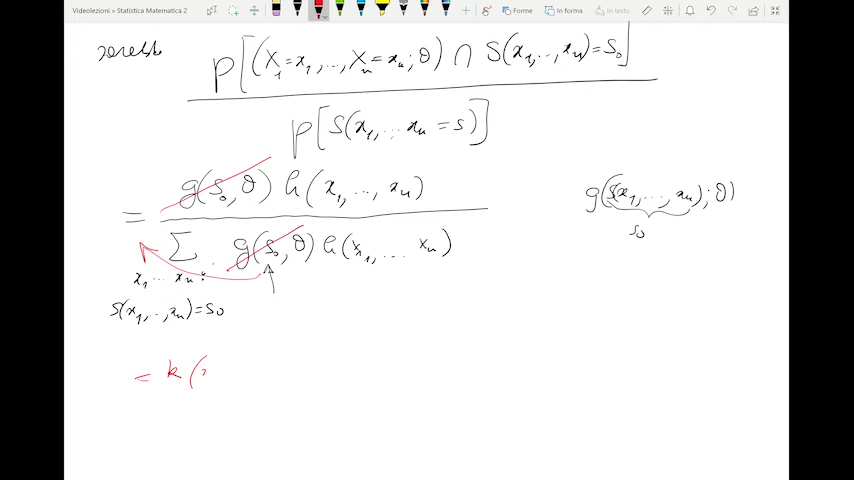 Videolezioni » Statistica Matematica 2
Forme
In forma
In testo
sarebbe
P[(X₁=x₁,...,Xₙ=xₙ;θ) ∩ S(x₁,...,xₙ)=s₀]
P[S(x₁,...xₙ=s)]
= g(s₀,θ) h(x₁,...,xₙ)
g(S(x₁,...,xₙ);θ)
s₀
Σ g(s₀,θ) h(x₁,...xₙ)
x₁...xₙ:
S(x₁,...,xₙ)=s₀
= k(